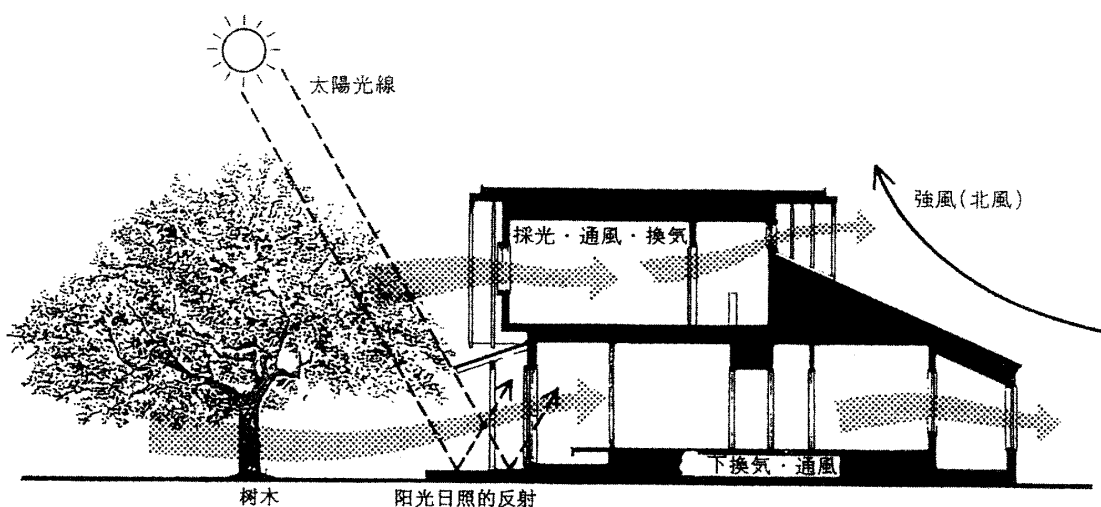 太陽光線
強風(北風)
採光・通風・換気
下換気・通風
树木
阳光日照的反射